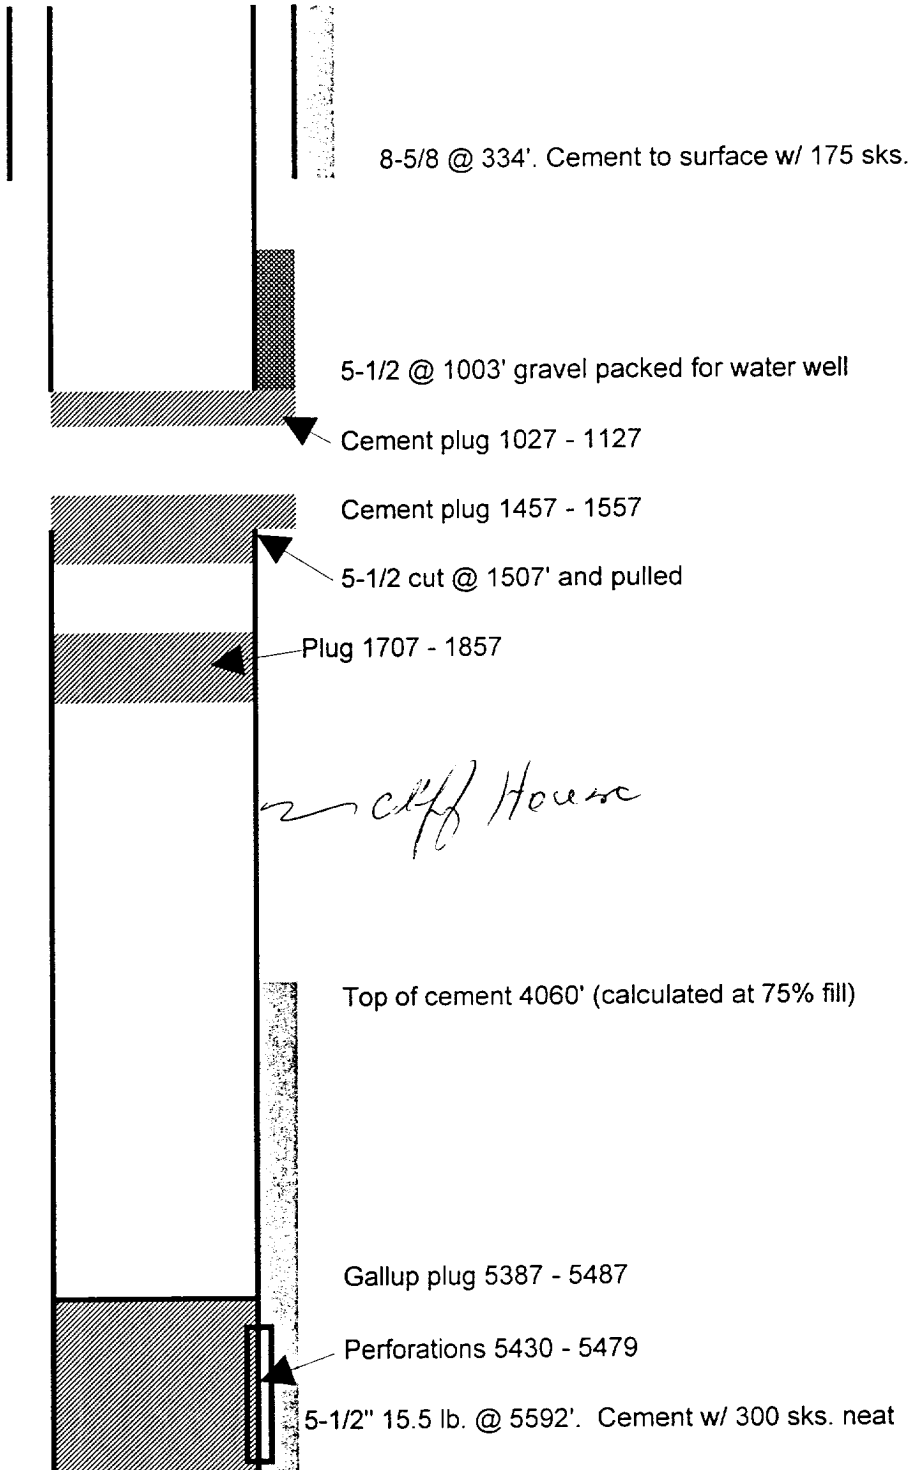 8-5/8 @ 334'. Cement to surface w/ 175 sks.
5-1/2 @ 1003' gravel packed for water well
Cement plug 1027 - 1127
Cement plug 1457 - 1557
5-1/2 cut @ 1507' and pulled
Plug 1707 - 1857
Cliff House
Top of cement 4060' (calculated at 75% fill)
Gallup plug 5387 - 5487
Perforations 5430 - 5479
5-1/2" 15.5 lb. @ 5592'. Cement w/ 300 sks. neat